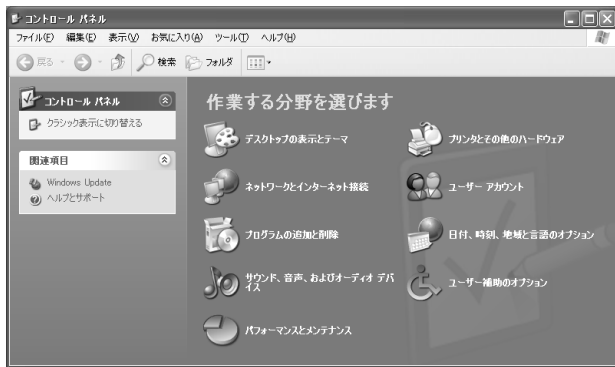 コントロール パネル
ファイル(F) 編集(E) 表示(V) お気に入り(A) ツール(T) ヘルプ(H)
戻る 検索 フォルダ
コントロール パネル
クラシック表示に切り替える
関連項目
Windows Update
ヘルプとサポート
作業する分野を選びます
デスクトップの表示とテーマ
プリンタとその他のハードウェア
ネットワークとインターネット接続
ユーザー アカウント
プログラムの追加と削除
日付、時刻、地域と言語のオプション
サウンド、音声、およびオーディオ デバ
イス
ユーザー補助のオプション
パフォーマンスとメンテナンス